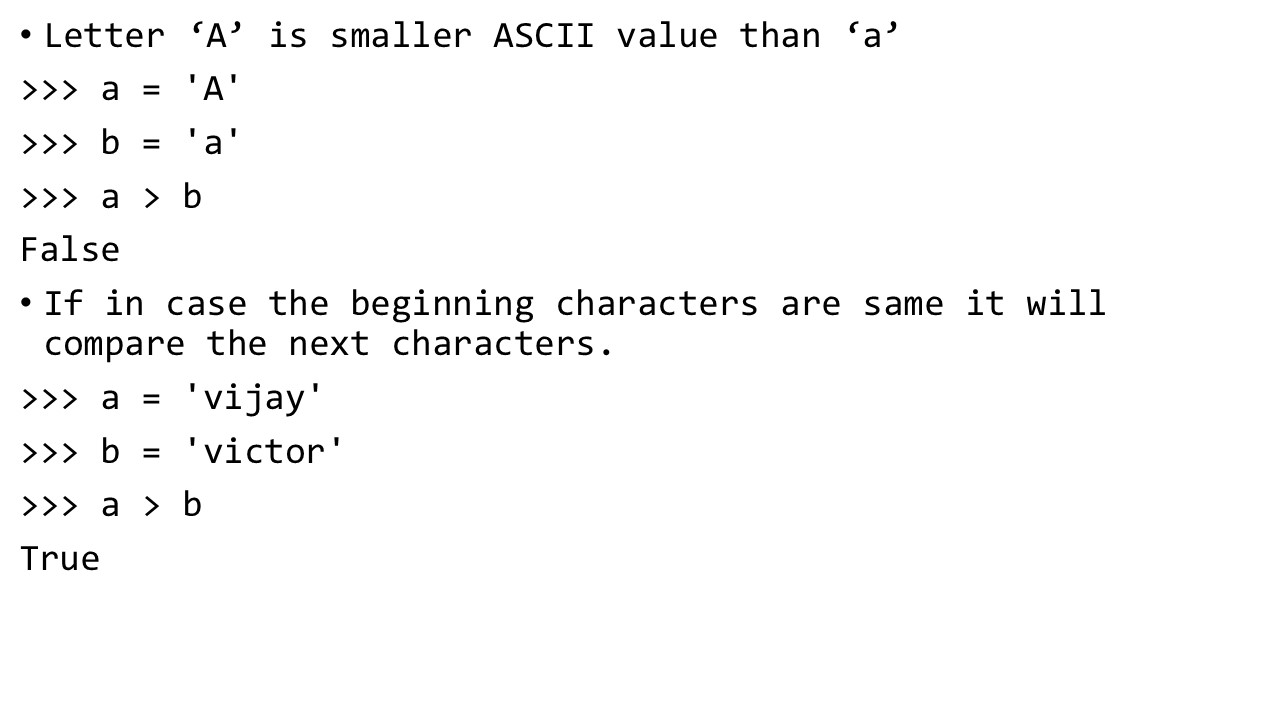 • Letter ‘A’ is smaller ASCII value than ‘a’
>>> a = 'A'
>>> b = 'a'
>>> a > b
False
• If in case the beginning characters are same it will
compare the next characters.
>>> a = 'vijay'
>>> b = 'victor'
>>> a > b
True